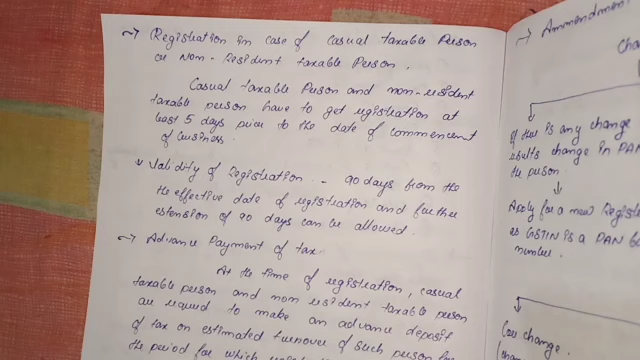 → Registration in case of casual taxable Person
or Non-Resident taxable Person.
Casual taxable Person and non-resident
taxable person have to get registration at
least 5 days prior to the date of commencement
of business.
↓ Validity of Registration - 90 days from the
the effective date of registration and further
extension of 90 days can be allowed.
→ Advance Payment of tax
At the time of registration, casual
taxable person and non resident taxable person
are required to make an advance deposit
of tax on estimated turnover of such person for
the period for which
→ Ammendment
Cha
If there is any change
results change in PAN
the person
↓
Apply for a new Regist
as GSTIN is a PAN ba
number.
Core change.